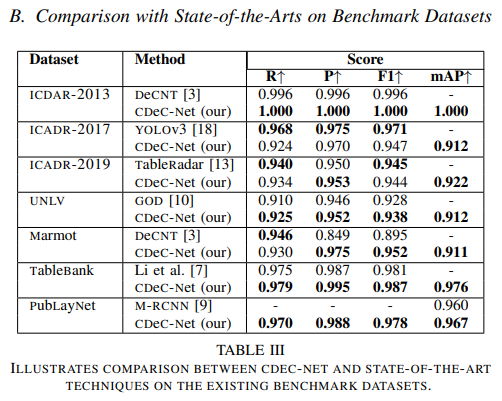 B. Comparison with State-of-the-Arts on Benchmark Datasets
Dataset Method Score
R↑ P↑ F1↑ mAP↑
ICDAR-2013 DeCNT [3] 0.996 0.996 0.996 -
CDeC-Net (our) 1.000 1.000 1.000 1.000
ICADR-2017 YOLOv3 [18] 0.968 0.975 0.971 -
CDeC-Net (our) 0.924 0.970 0.947 0.912
ICADR-2019 TableRadar [13] 0.940 0.950 0.945 -
CDeC-Net (our) 0.934 0.953 0.944 0.922
UNLV GOD [10] 0.910 0.946 0.928 -
CDeC-Net (our) 0.925 0.952 0.938 0.912
Marmot DeCNT [3] 0.946 0.849 0.895 -
CDeC-Net (our) 0.930 0.975 0.952 0.911
TableBank Li et al. [7] 0.975 0.987 0.981 -
CDeC-Net (our) 0.979 0.995 0.987 0.976
PubLayNet M-RCNN [9] - - - 0.960
CDeC-Net (our) 0.970 0.988 0.978 0.967
TABLE III
ILLUSTRATES COMPARISON BETWEEN CDEC-NET AND STATE-OF-THE-ART
TECHNIQUES ON THE EXISTING BENCHMARK DATASETS.